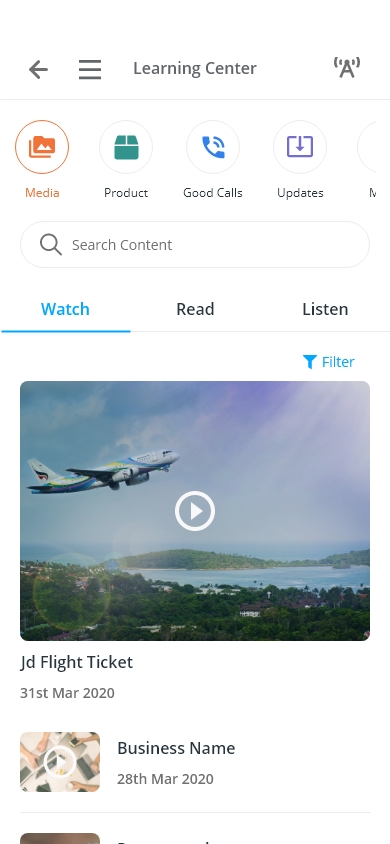 Learning Center
Media
Product
Good Calls
Updates
Search Content
Watch
Read
Listen
Filter
Jd Flight Ticket
31st Mar 2020
Business Name
28th Mar 2020